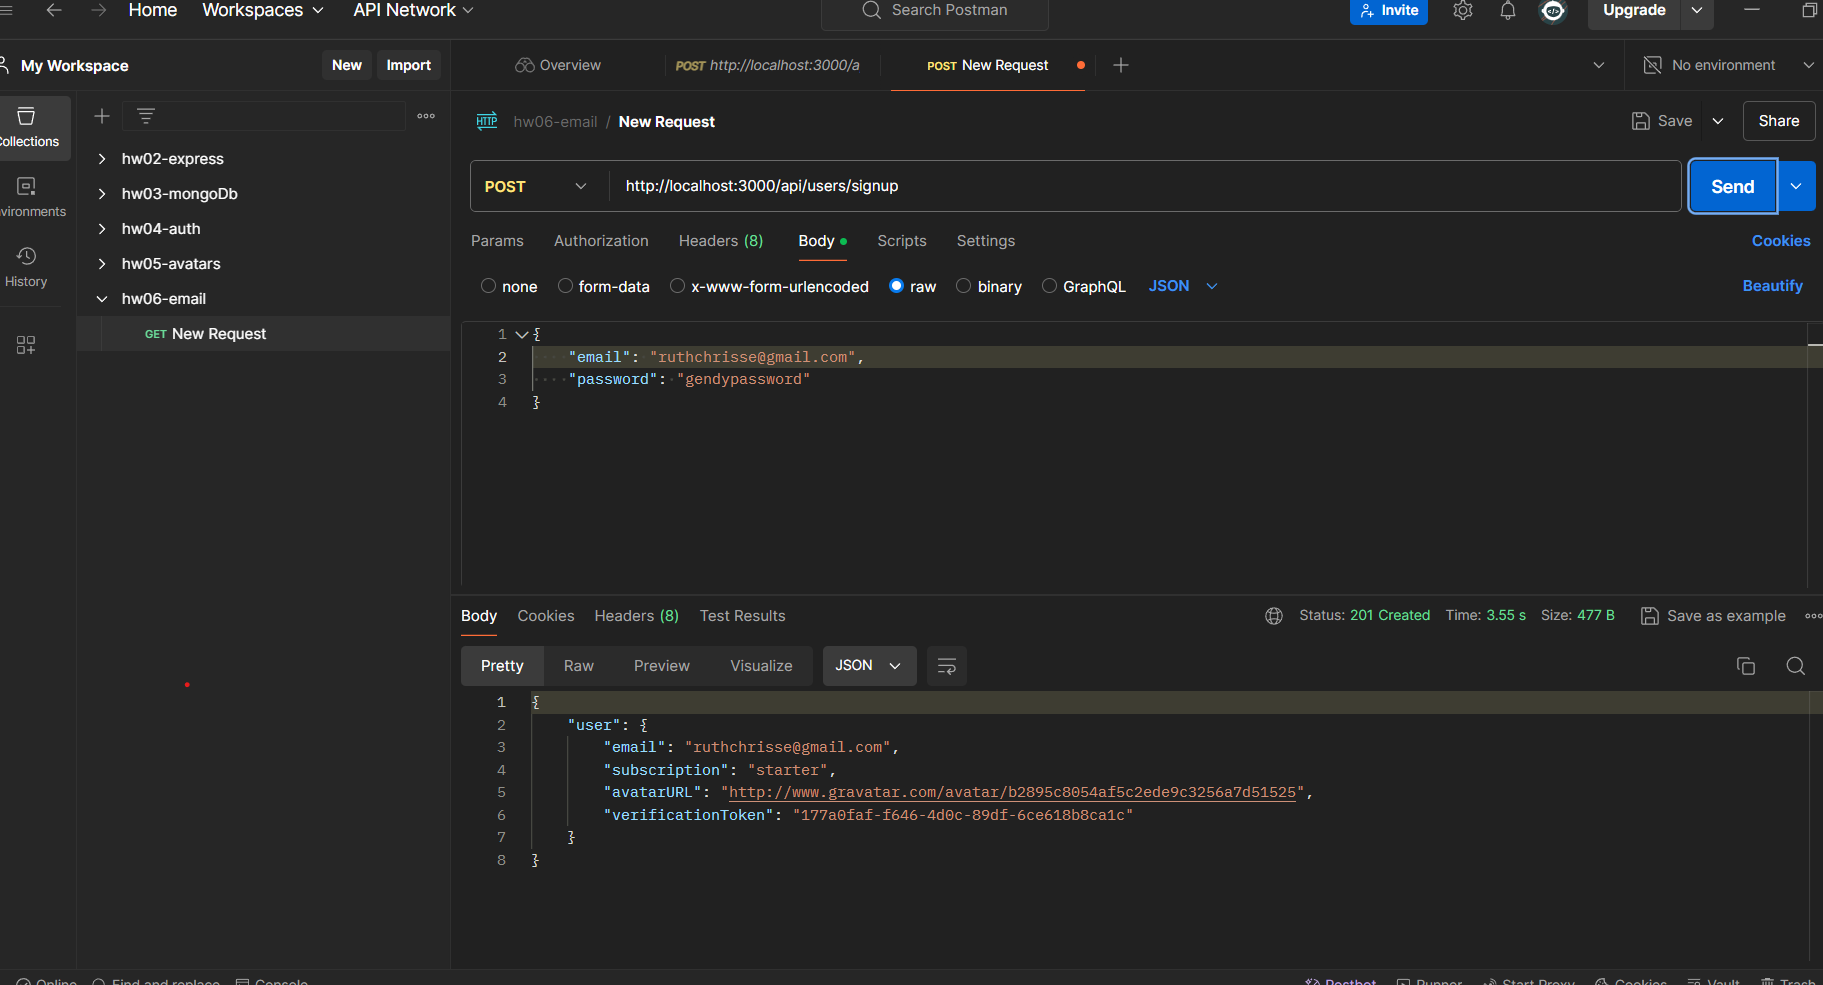 Home Workspaces API Network Search Postman Invite Upgrade
My Workspace New Import Overview POST http://localhost:3000/a POST New Request No environment
Collections
hw06-email / New Request Save Share
hw02-express
hw03-mongoDb
hw04-auth
hw05-avatars
hw06-email
GET New Request
vironments
History
POST http://localhost:3000/api/users/signup Send
Params Authorization Headers (8) Body Scripts Settings Cookies
none form-data x-www-form-urlencoded raw binary GraphQL JSON Beautify
1 {
2 "email": "ruthchrisse@gmail.com",
3 "password": "gendypassword"
4 }
Body Cookies Headers (8) Test Results Status: 201 Created Time: 3.55 s Size: 477 B Save as example
Pretty Raw Preview Visualize JSON
1 {
2 "user": {
3 "email": "ruthchrisse@gmail.com",
4 "subscription": "starter",
5 "avatarURL": "http://www.gravatar.com/avatar/b2895c8054af5c2ede9c3256a7d51525",
6 "verificationToken": "177a0faf-f646-4d0c-89df-6ce618b8ca1c"
7 }
8 }
Online Find and replace Console Postbot Runner Start Proxy Cookies Vault Trash